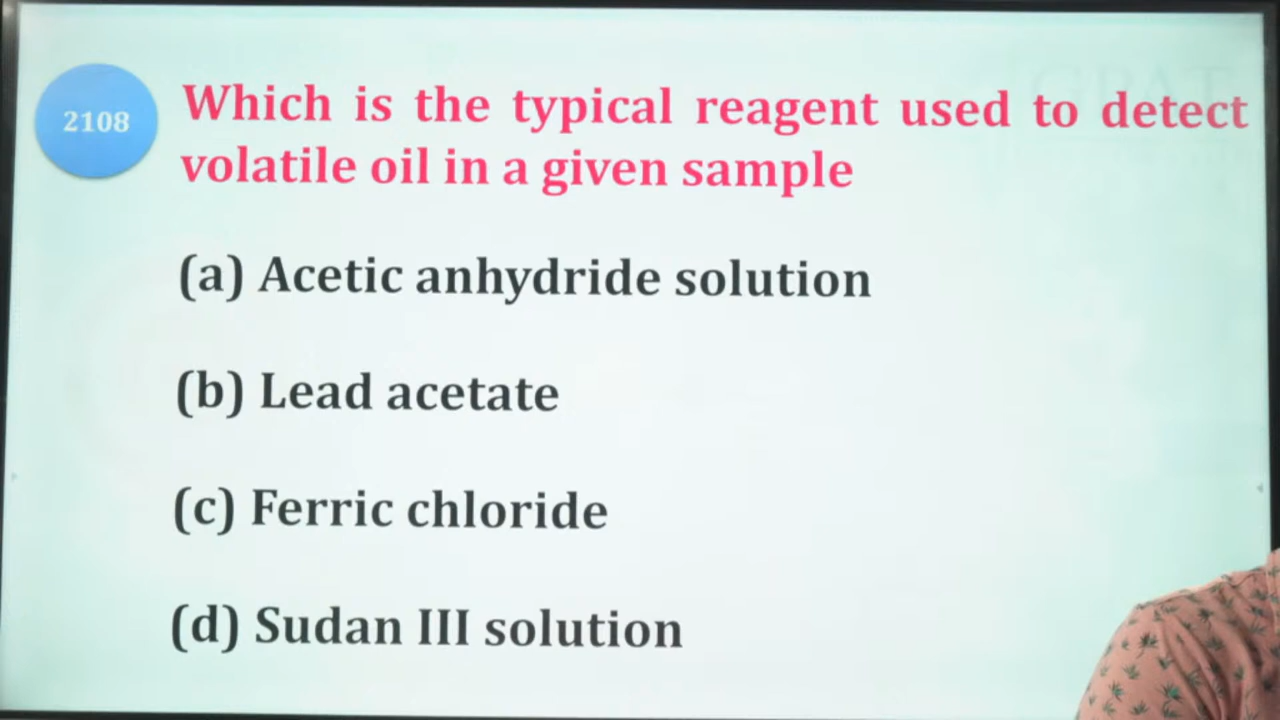 2108
Which is the typical reagent used to detect
volatile oil in a given sample
(a) Acetic anhydride solution
(b) Lead acetate
(c) Ferric chloride
(d) Sudan III solution